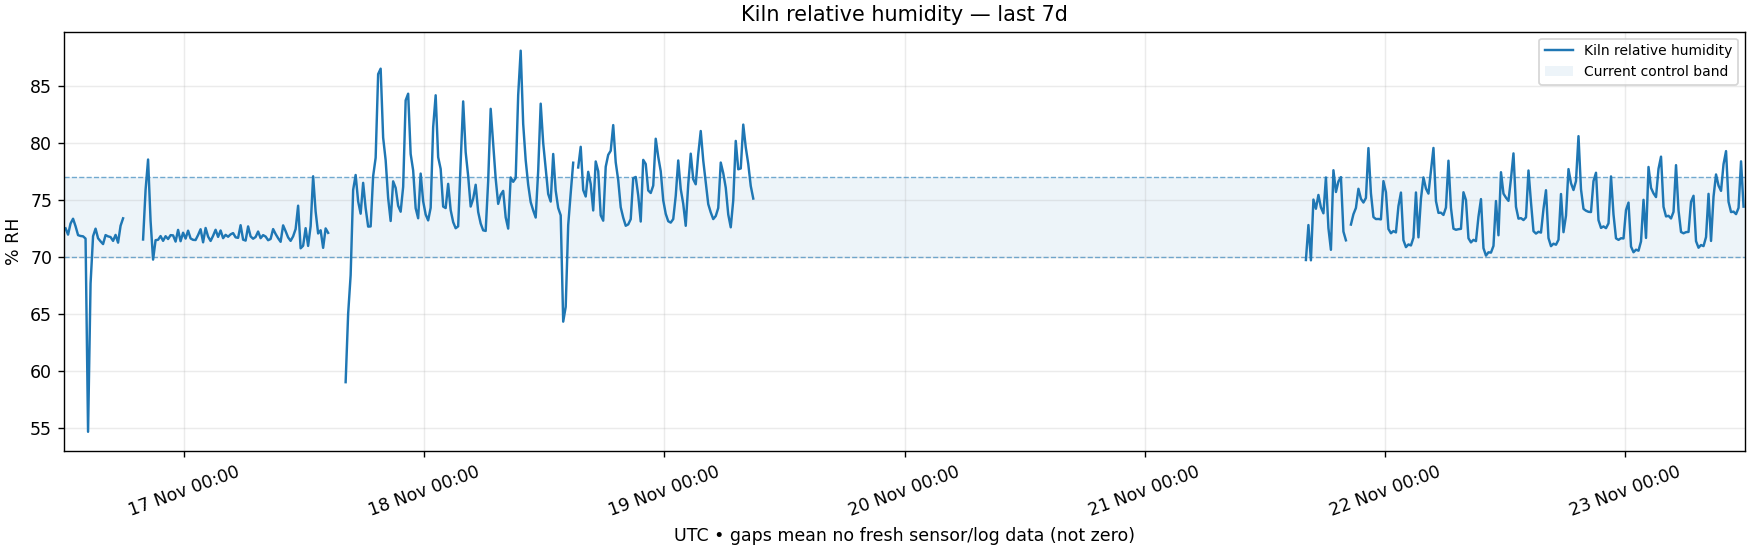 Kiln relative humidity — last 7d
Kiln relative humidity
Current control band
% RH
85
80
75
70
65
60
55
17 Nov 00:00
18 Nov 00:00
19 Nov 00:00
20 Nov 00:00
21 Nov 00:00
22 Nov 00:00
23 Nov 00:00
UTC • gaps mean no fresh sensor/log data (not zero)